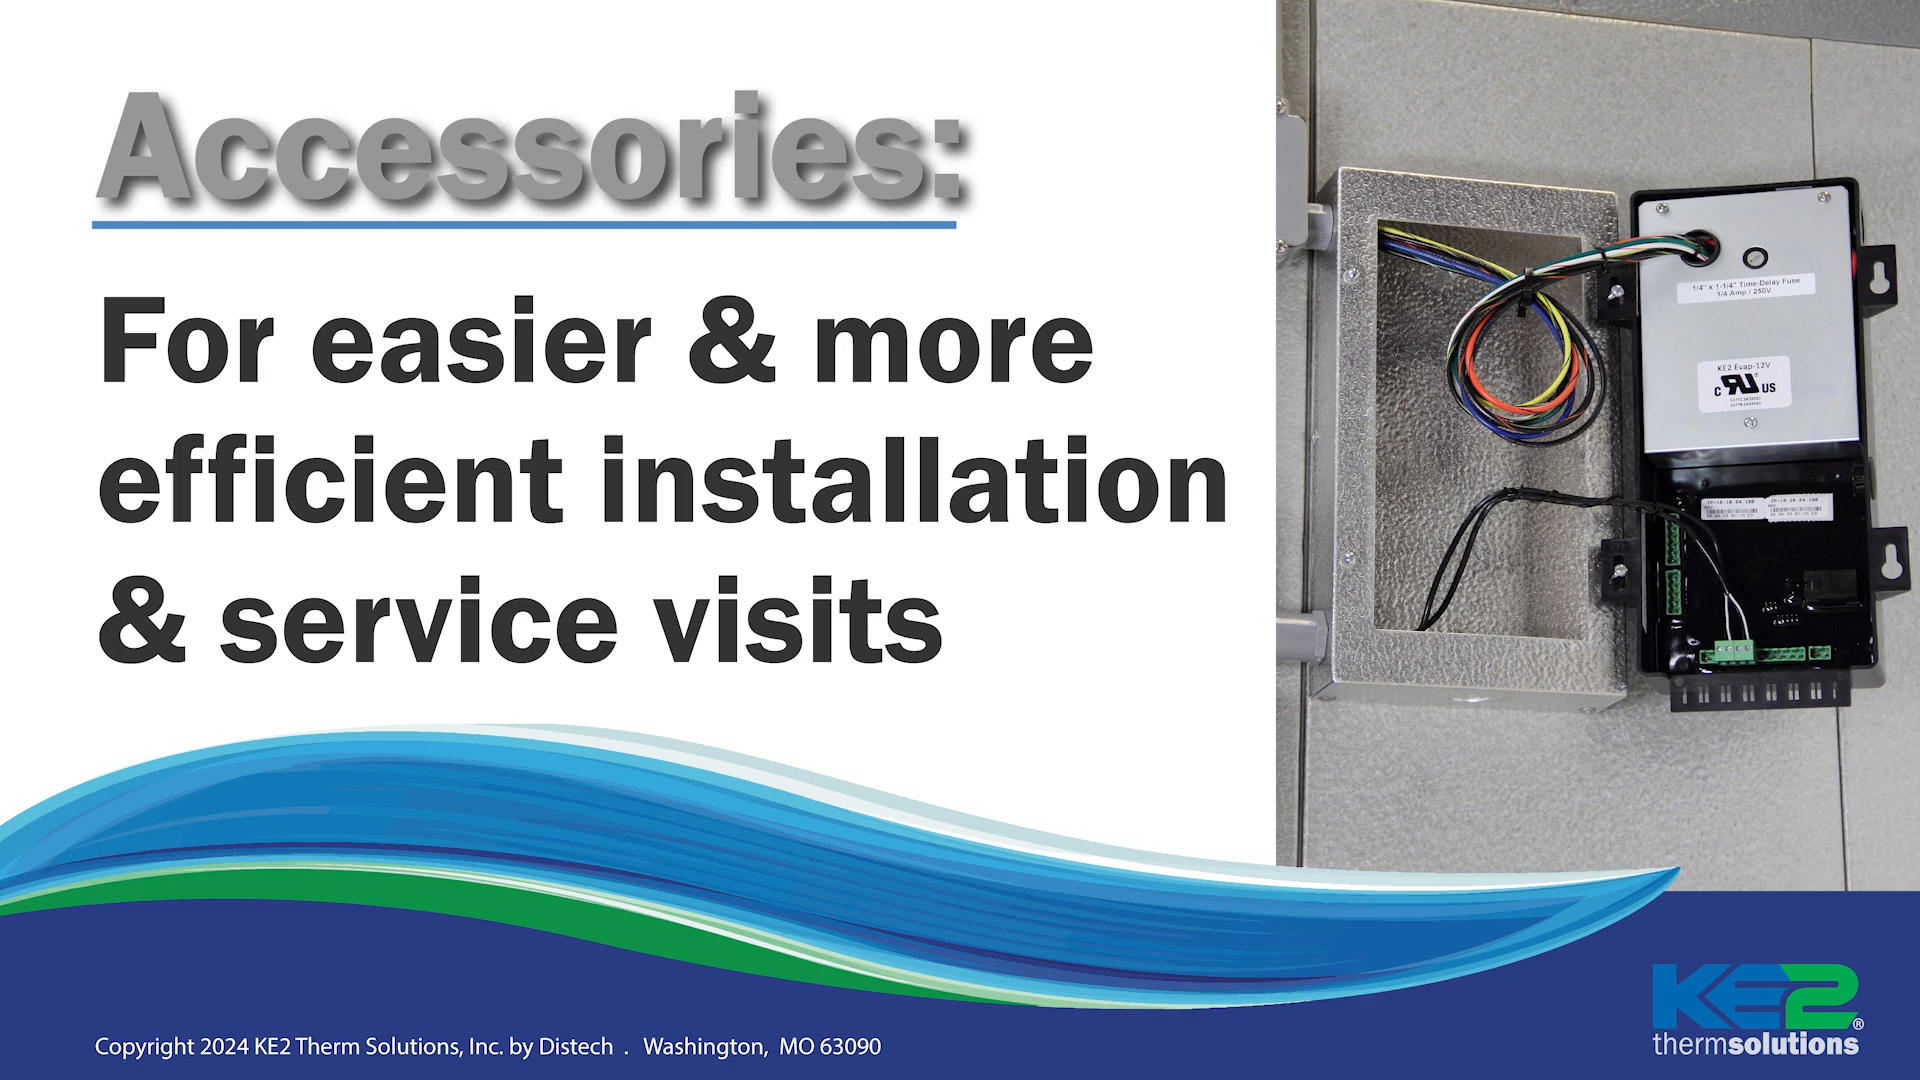 Accessories:
For easier & more
efficient installation
& service visits
1/4" x 1-1/4" Time-Delay Fuse
1/4 Amp / 250V
KE2 Evap-12V
C RU® US
Copyright 2024 KE2 Therm Solutions, Inc. by Distech . Washington, MO 63090
KE2®
thermsolutions